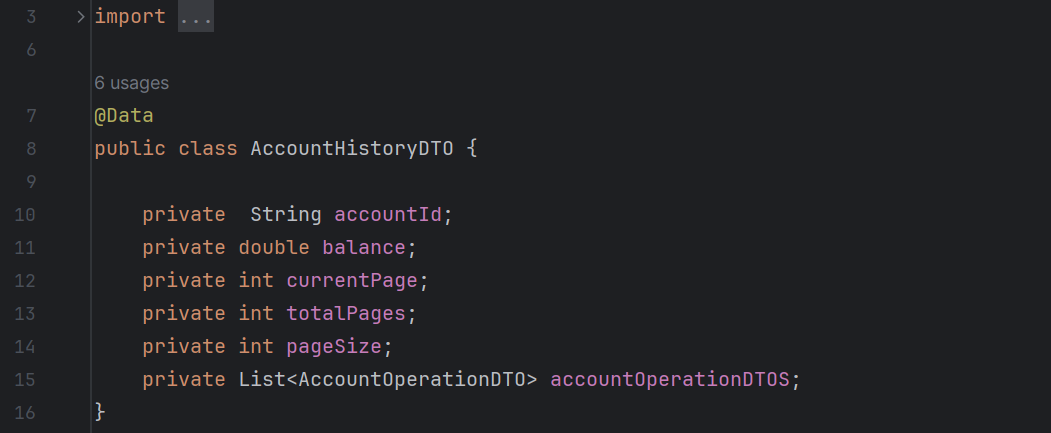 3 import ...
6
6 usages
7 @Data
8 public class AccountHistoryDTO {
9
10 private  String accountId;
11 private double balance;
12 private int currentPage;
13 private int totalPages;
14 private int pageSize;
15 private List<AccountOperationDTO> accountOperationDTOS;
16 }